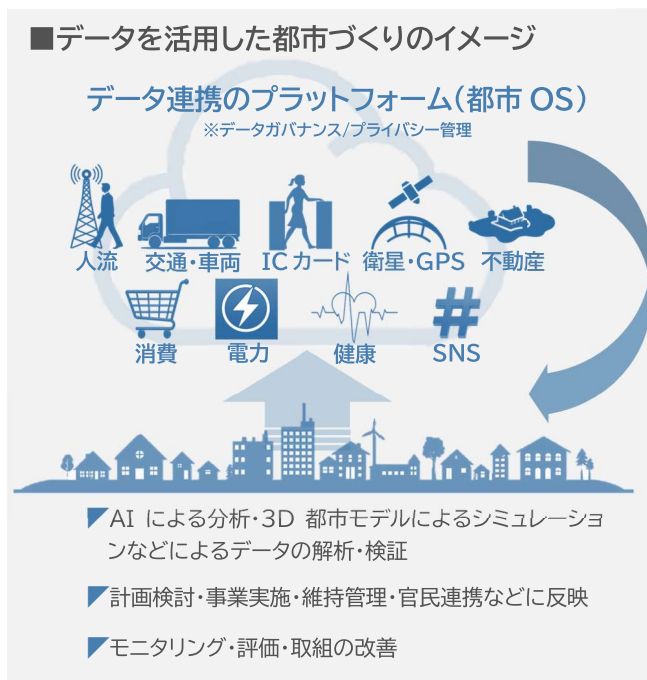 ■データを活用した都市づくりのイメージ
データ連携のプラットフォーム(都市 OS)
※データガバナンス/プライバシー管理
人流 交通・車両 ICカード 衛星・GPS 不動産
消費 電力 健康 SNS
AI による分析・3D 都市モデルによるシミュレーショ
ンなどによるデータの解析・検証
計画検討・事業実施・維持管理・官民連携などに反映
モニタリング・評価・取組の改善